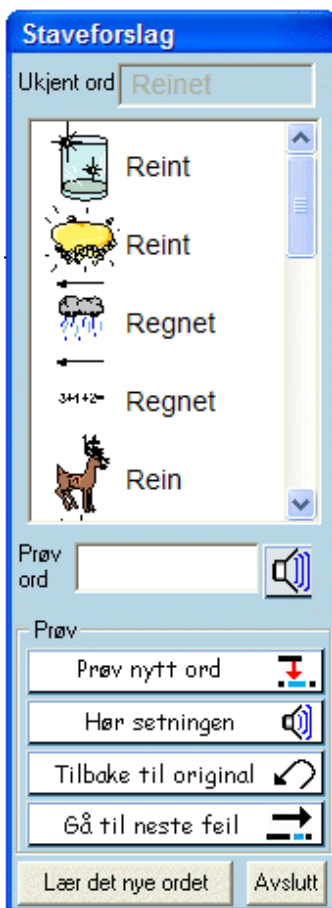 Staveforslag
Ukjent ord Reinet
Reint
Reint
Regnet
3+1+2= Regnet
Rein
Prøv
ord
Prøv
Prøv nytt ord
Hør setningen
Tilbake til original
Gå til neste feil
Lær det nye ordet Avslutt